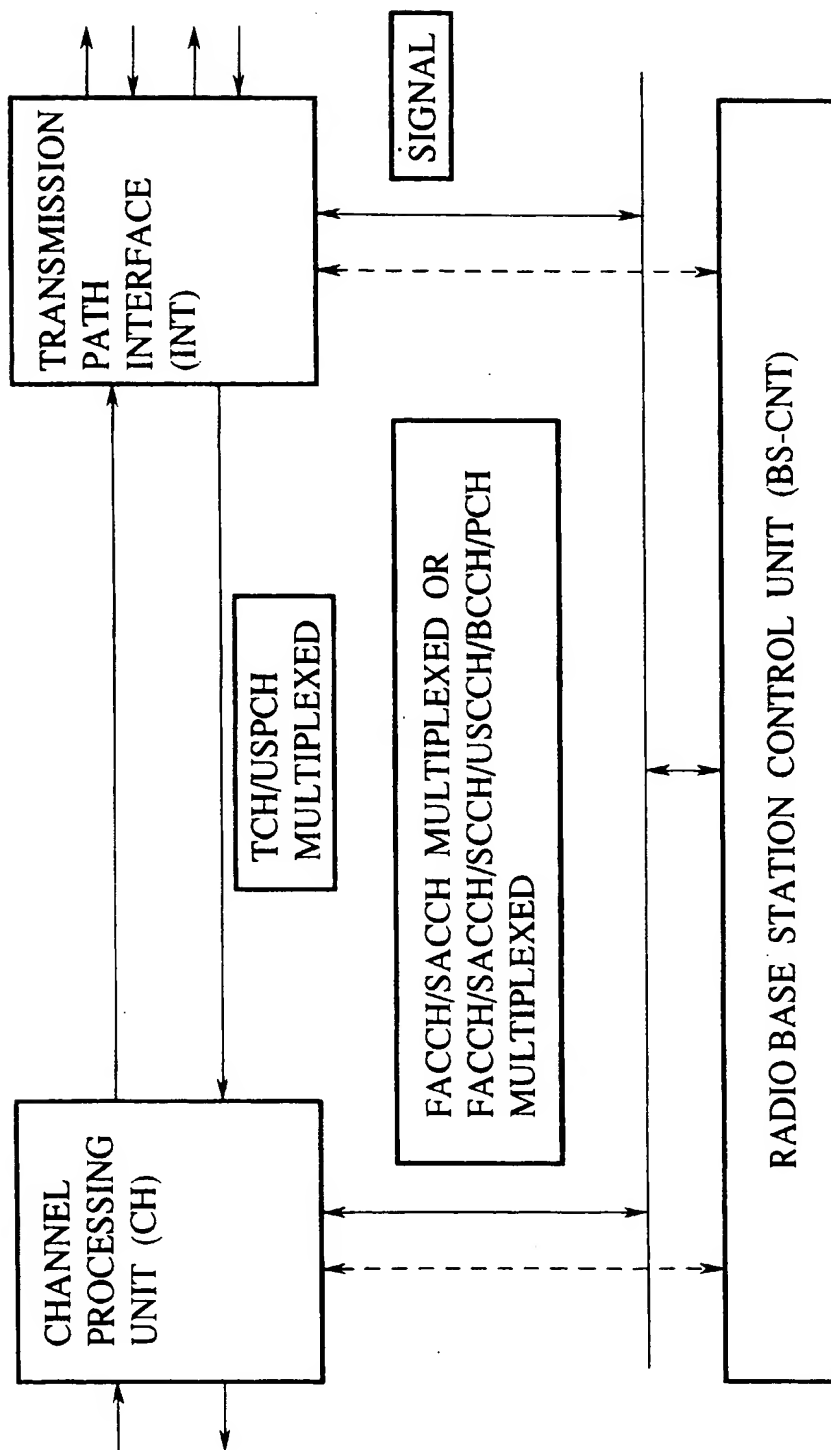 CHANNEL
PROCESSING
UNIT (CH)
TRANSMISSION
PATH
INTERFACE
(INT)
TCH/USPCH
MULTIPLEXED
FACCH/SACCH MULTIPLEXED OR
FACCH/SACCH/SCCH/USCCH/BCCH/PCH
MULTIPLEXED
SIGNAL
RADIO BASE STATION CONTROL UNIT (BS-CNT)